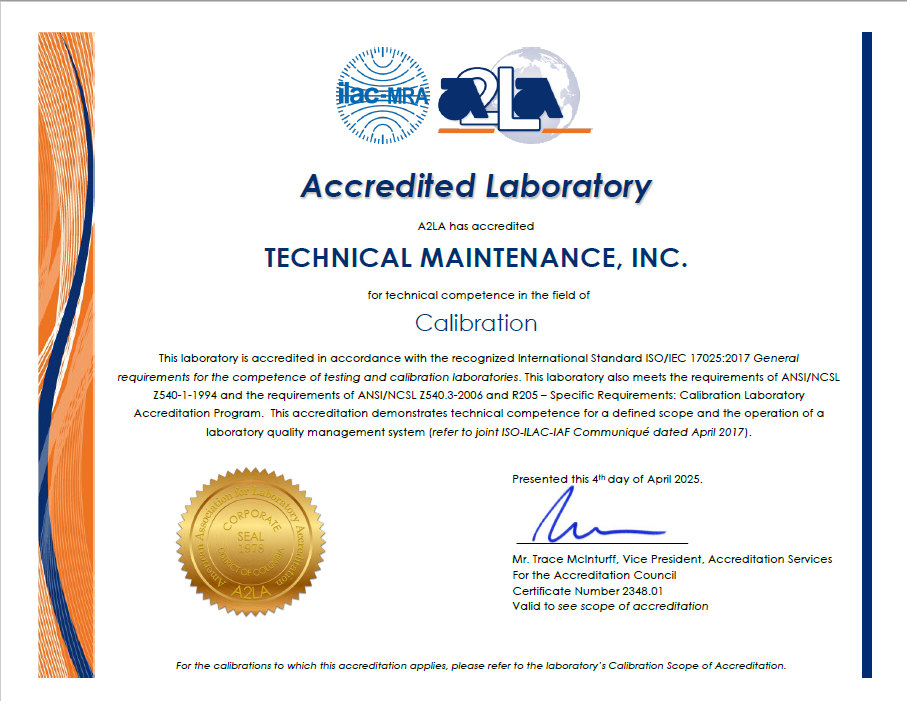 ilac-MRA
A2LA
Accredited Laboratory
A2LA has accredited
TECHNICAL MAINTENANCE, INC.
for technical competence in the field of
Calibration
This laboratory is accredited in accordance with the recognized International Standard ISO/IEC 17025:2017 General
requirements for the competence of testing and calibration laboratories. This laboratory also meets the requirements of ANSI/NCSL
Z540-1-1994 and the requirements of ANSI/NCSL Z540.3-2006 and R205 – Specific Requirements: Calibration Laboratory
Accreditation Program. This accreditation demonstrates technical competence for a defined scope and the operation of a
laboratory quality management system (refer to joint ISO-ILAC-IAF Communiqué dated April 2017).
American Association for Laboratory Accreditation
CORPORATE
SEAL
1978
DISTRICT OF COLUMBIA
A2LA
Presented this 4th day of April 2025.
Mr. Trace McInturff, Vice President, Accreditation Services
For the Accreditation Council
Certificate Number 2348.01
Valid to see scope of accreditation
For the calibrations to which this accreditation applies, please refer to the laboratory's Calibration Scope of Accreditation.